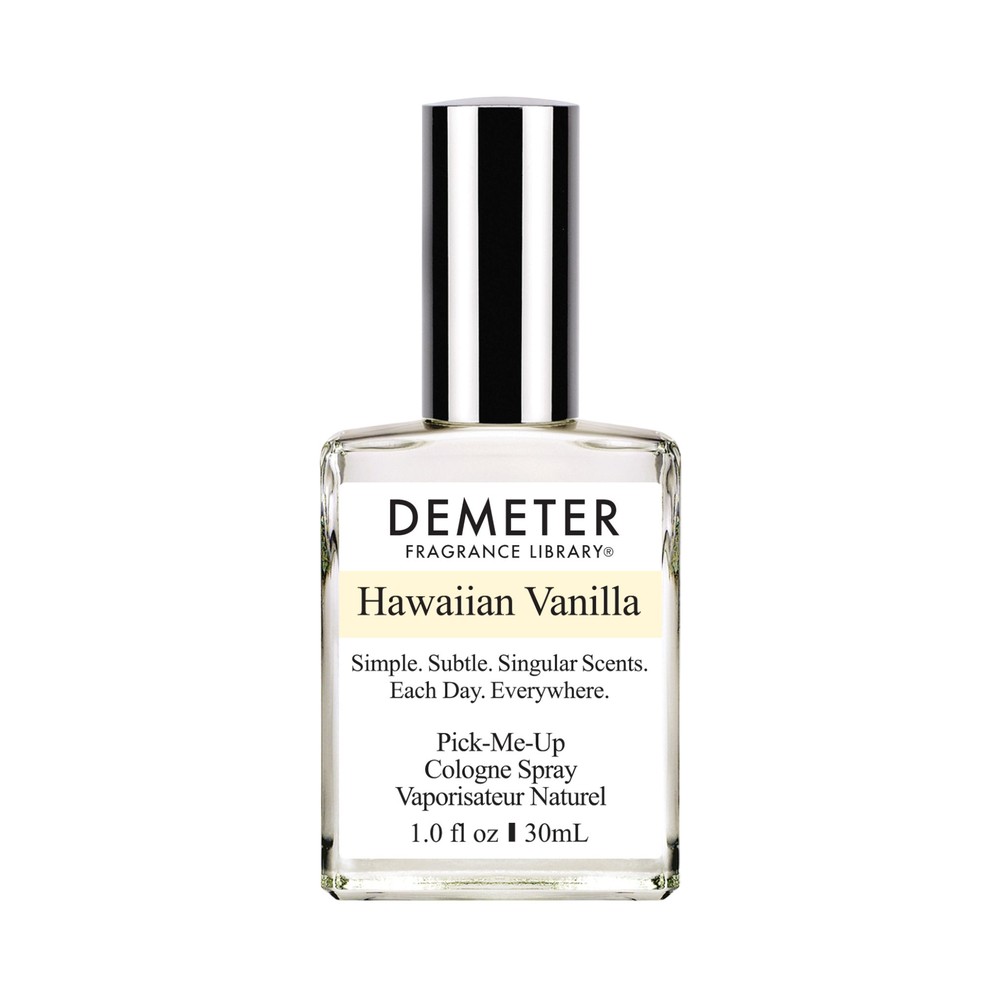 DEMETER
FRAGRANCE LIBRARY®
Hawaiian Vanilla
Simple. Subtle. Singular Scents.
Each Day. Everywhere.
Pick-Me-Up
Cologne Spray
Vaporisateur Naturel
1.0 fl oz ▌ 30mL